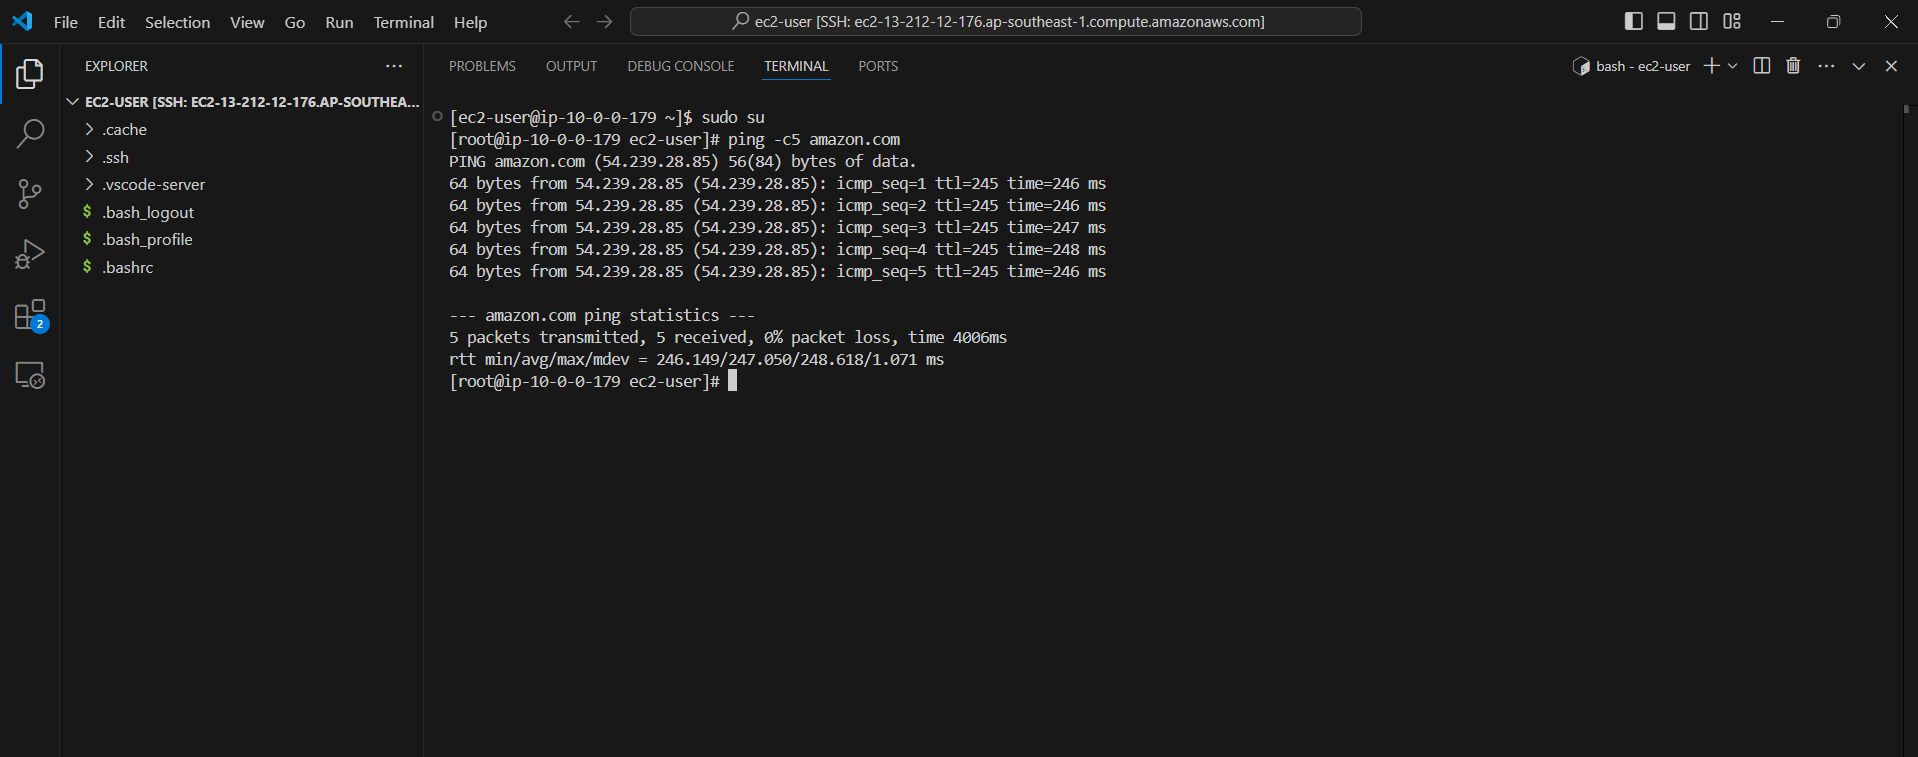 File Edit Selection View Go Run Terminal Help
ec2-user [SSH: ec2-13-212-12-176.ap-southeast-1.compute.amazonaws.com]
EXPLORER
EC2-USER [SSH: EC2-13-212-12-176.AP-SOUTHEA...
.cache
.ssh
.vscode-server
$ .bash_logout
$ .bash_profile
$ .bashrc
2
PROBLEMS OUTPUT DEBUG CONSOLE TERMINAL PORTS
bash - ec2-user
[ec2-user@ip-10-0-0-179 ~]$ sudo su
[root@ip-10-0-0-179 ec2-user]# ping -c5 amazon.com
PING amazon.com (54.239.28.85) 56(84) bytes of data.
64 bytes from 54.239.28.85 (54.239.28.85): icmp_seq=1 ttl=245 time=246 ms
64 bytes from 54.239.28.85 (54.239.28.85): icmp_seq=2 ttl=245 time=246 ms
64 bytes from 54.239.28.85 (54.239.28.85): icmp_seq=3 ttl=245 time=247 ms
64 bytes from 54.239.28.85 (54.239.28.85): icmp_seq=4 ttl=245 time=248 ms
64 bytes from 54.239.28.85 (54.239.28.85): icmp_seq=5 ttl=245 time=246 ms
--- amazon.com ping statistics ---
5 packets transmitted, 5 received, 0% packet loss, time 4006ms
rtt min/avg/max/mdev = 246.149/247.050/248.618/1.071 ms
[root@ip-10-0-0-179 ec2-user]#